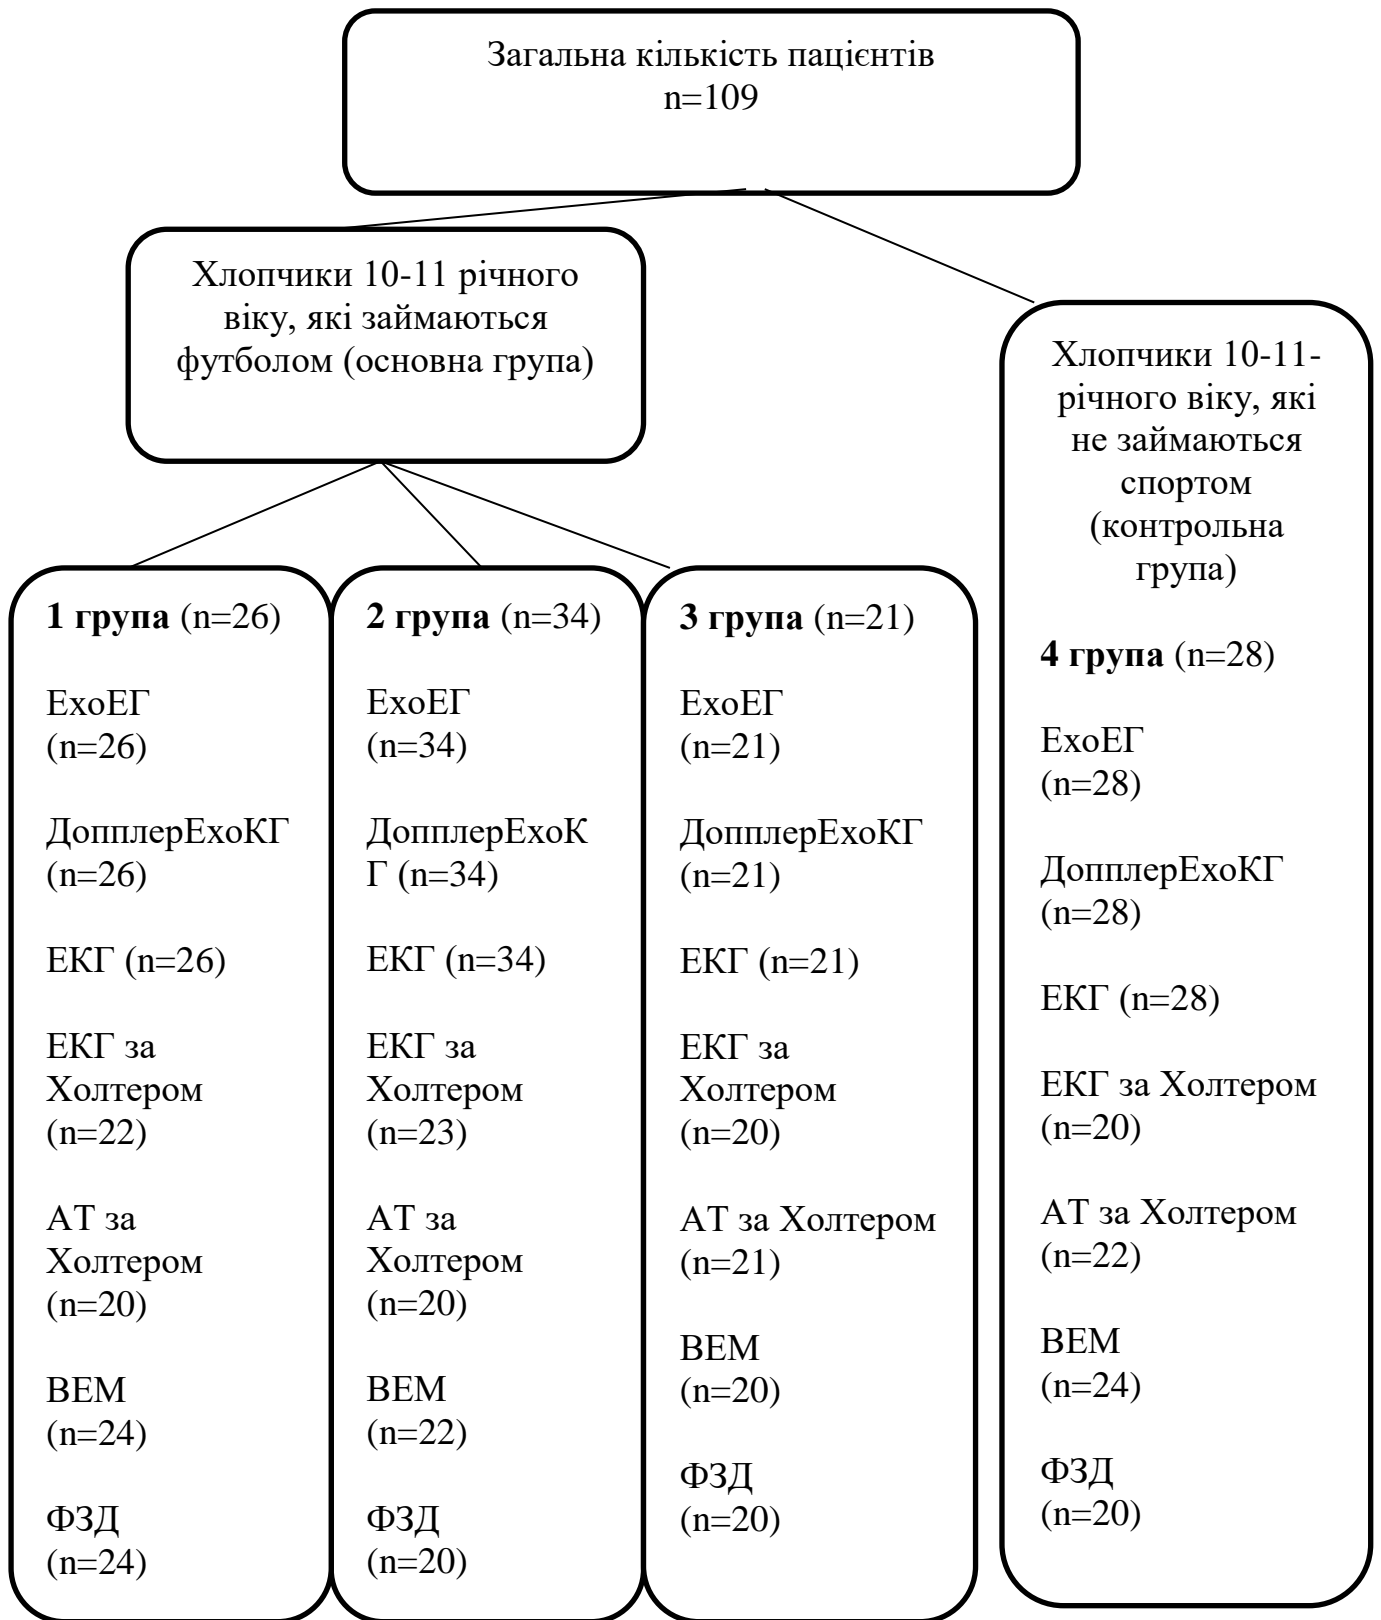 Загальна кількість пацієнтів
n=109
Хлопчики 10-11 річного
віку, які займаються
футболом (основна група)
Хлопчики 10-11-
річного віку, які
не займаються
спортом
(контрольна
група)
4 група (n=28)
ЕхоЕГ
(n=28)
ДопплерЕхоКГ
(n=28)
ЕКГ (n=28)
ЕКГ за Холтером
(n=20)
АТ за Холтером
(n=22)
ВЕМ
(n=24)
ФЗД
(n=20)
1 група (n=26)
ЕхоЕГ
(n=26)
ДопплерЕхоКГ
(n=26)
ЕКГ (n=26)
ЕКГ за
Холтером
(n=22)
АТ за
Холтером
(n=20)
ВЕМ
(n=24)
ФЗД
(n=24)
2 група (n=34)
ЕхоЕГ
(n=34)
ДопплерЕхоК
Г (n=34)
ЕКГ (n=34)
ЕКГ за
Холтером
(n=23)
АТ за
Холтером
(n=20)
ВЕМ
(n=22)
ФЗД
(n=20)
3 група (n=21)
ЕхоЕГ
(n=21)
ДопплерЕхоКГ
(n=21)
ЕКГ (n=21)
ЕКГ за
Холтером
(n=20)
АТ за Холтером
(n=21)
ВЕМ
(n=20)
ФЗД
(n=20)